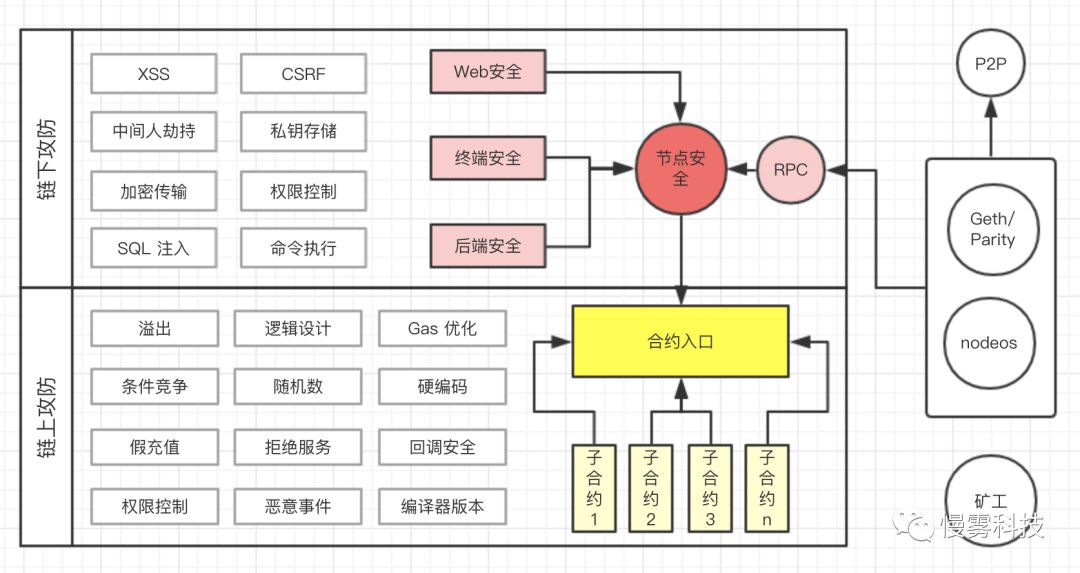 链下攻防
XSS
CSRF
中间人劫持
私钥存储
加密传输
权限控制
SQL 注入
命令执行
Web安全
终端安全
后端安全
节点安
全
RPC
P2P
Geth/
Parity
nodeos
矿工
链上攻防
溢出
逻辑设计
Gas 优化
条件竞争
随机数
硬编码
假充值
拒绝服务
回调安全
权限控制
恶意事件
编译器版本
合约入口
子合约1
子合约2
子合约3
子合约n
慢雾科技